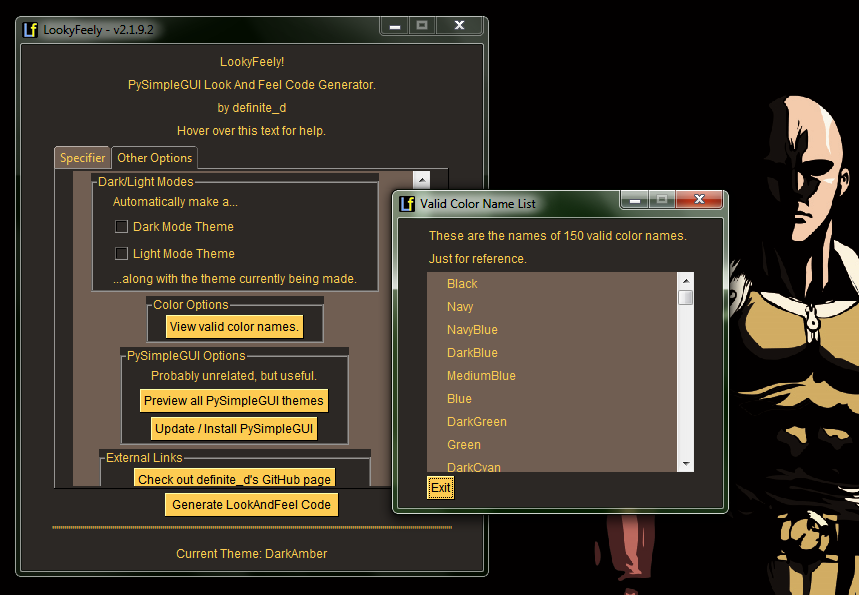 Lf LookyFeely - v2.1.9.2
LookyFeely!
PySimpleGUI Look And Feel Code Generator.
by definite_d
Hover over this text for help.
Specifier
Other Options
Dark/Light Modes
Automatically make a...
Dark Mode Theme
Light Mode Theme
...along with the theme currently being made.
Color Options
View valid color names.
PySimpleGUI Options
Probably unrelated, but useful.
Preview all PySimpleGUI themes
Update / Install PySimpleGUI
External Links
Check out definite_d's GitHub page
Generate LookAndFeel Code
Current Theme: DarkAmber
Lf Valid Color Name List
These are the names of 150 valid color names.
Just for reference.
Black
Navy
NavyBlue
DarkBlue
MediumBlue
Blue
DarkGreen
Green
DarkCyan
Exit